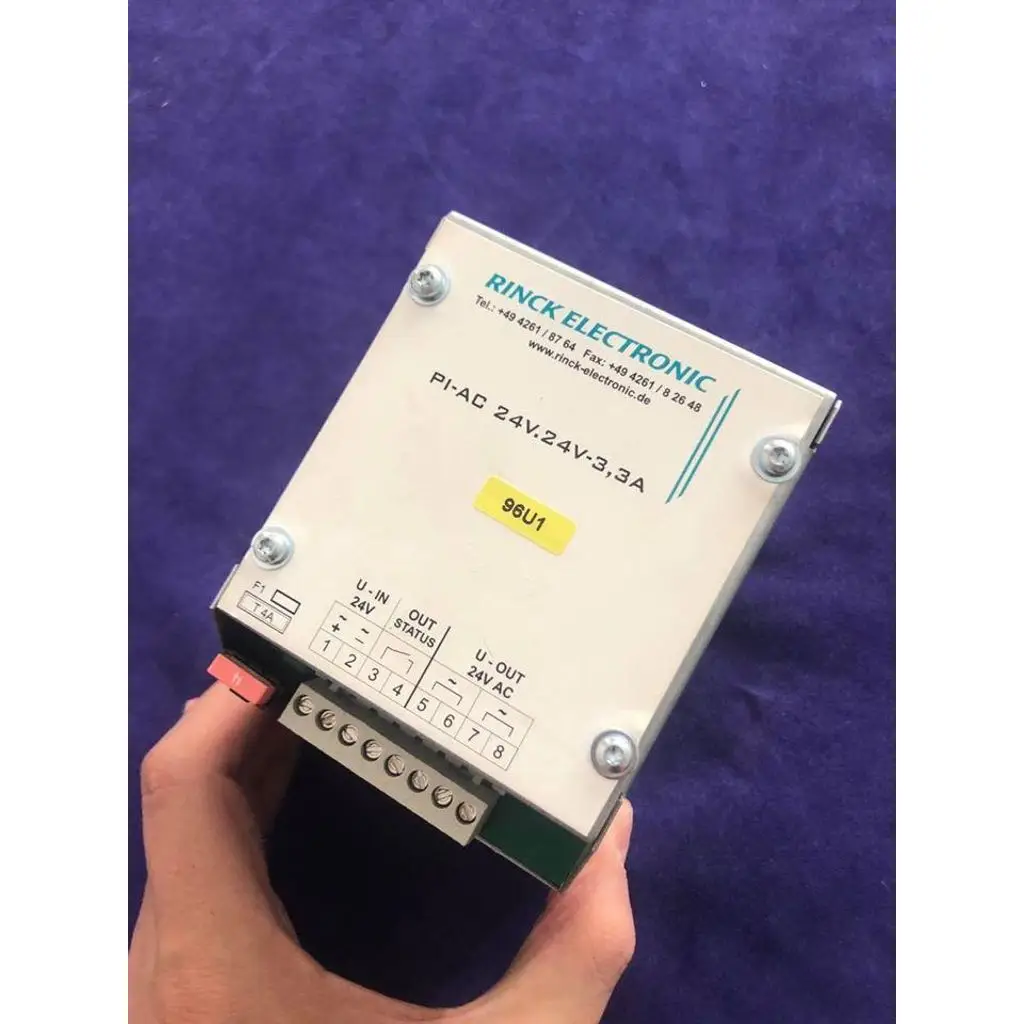 RINCK ELECTRONIC
Tel.: +49 4261 / 87 64 Fax: +49 4261 / 8 26 48
www.rinck-electronic.de
PI-AC 24V.24V-3,3A
96U1
F1
T 4A
U - IN
24V
OUT
STATUS
U - OUT
24V AC
~ ~ ~ ~
+ –
1 2 3 4 5 6 7 8
4